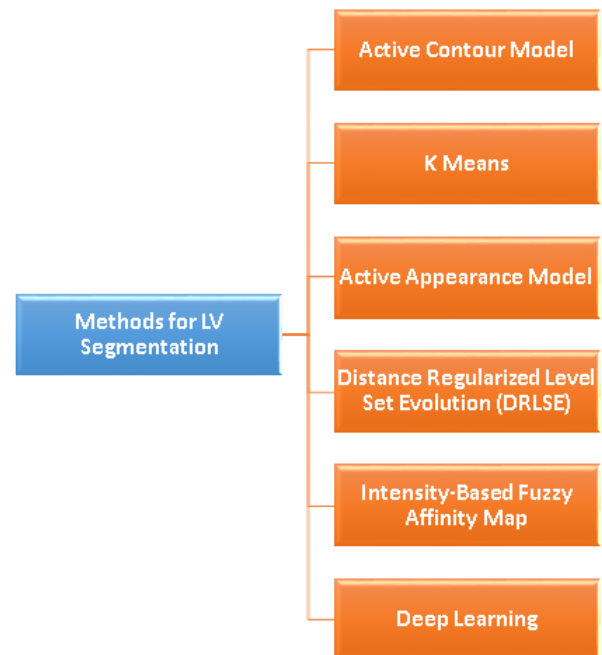 Active Contour Model
K Means
Active Appearance Model
Methods for LV
Segmentation
Distance Regularized Level
Set Evolution (DRLSE)
Intensity-Based Fuzzy
Affinity Map
Deep Learning